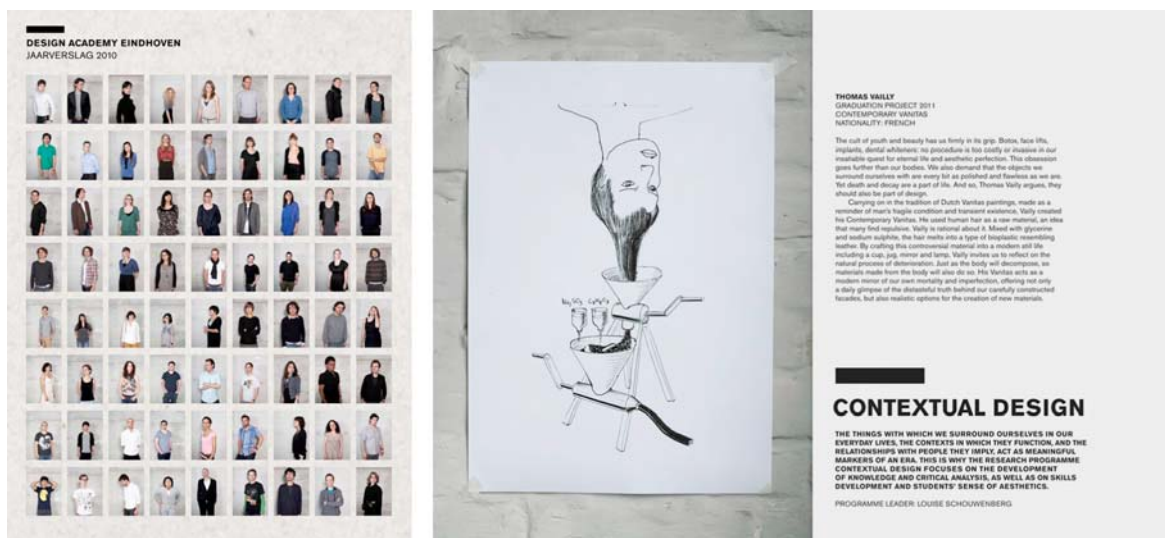 DESIGN ACADEMY EINDHOVEN
JAARVERSLAG 2010
THOMAS VAILLY
GRADUATION PROJECT 2011
CONTEMPORARY VANITAS
NATIONALITY: FRENCH
The cult of youth and beauty has us firmly in its grip. Botox, face lifts,
implants, dental whiteners: no procedure is too costly or invasive in our
insatiable quest for eternal life and aesthetic perfection. This obsession
goes further than our bodies. We also demand that the objects we
surround ourselves with are every bit as polished and flawless as we are.
Yet death and decay are a part of life. And so, Thomas Vailly argues, they
should also be part of design.
Carrying on in the tradition of Dutch Vanitas paintings, made as a
reminder of man's fragile condition and transient existence, Vailly created
his Contemporary Vanitas. He used human hair as a raw material, an idea
that many find repulsive. Vailly is rational about it. Mixed with glycerine
and sodium sulphite, the hair melts into a type of bioplastic resembling
leather. By crafting this controversial material into a modern still life
including a cup, jug, mirror and lamp, Vailly invites us to reflect on the
natural process of deterioration. Just as the body will decompose, so
materials made from the body will also do so. His Vanitas acts as a
modern mirror of our own mortality and imperfection, offering not only
a daily glimpse of the distasteful truth behind our carefully constructed
facades, but also realistic options for the creation of new materials.
CONTEXTUAL DESIGN
THE THINGS WITH WHICH WE SURROUND OURSELVES IN OUR
EVERYDAY LIVES, THE CONTEXTS IN WHICH THEY FUNCTION, AND THE
RELATIONSHIPS WITH PEOPLE THEY IMPLY, ACT AS MEANINGFUL
MARKERS OF AN ERA. THIS IS WHY THE RESEARCH PROGRAMME
CONTEXTUAL DESIGN FOCUSES ON THE DEVELOPMENT
OF KNOWLEDGE AND CRITICAL ANALYSIS, AS WELL AS ON SKILLS
DEVELOPMENT AND STUDENTS' SENSE OF AESTHETICS.
PROGRAMME LEADER: LOUISE SCHOUWENBERG